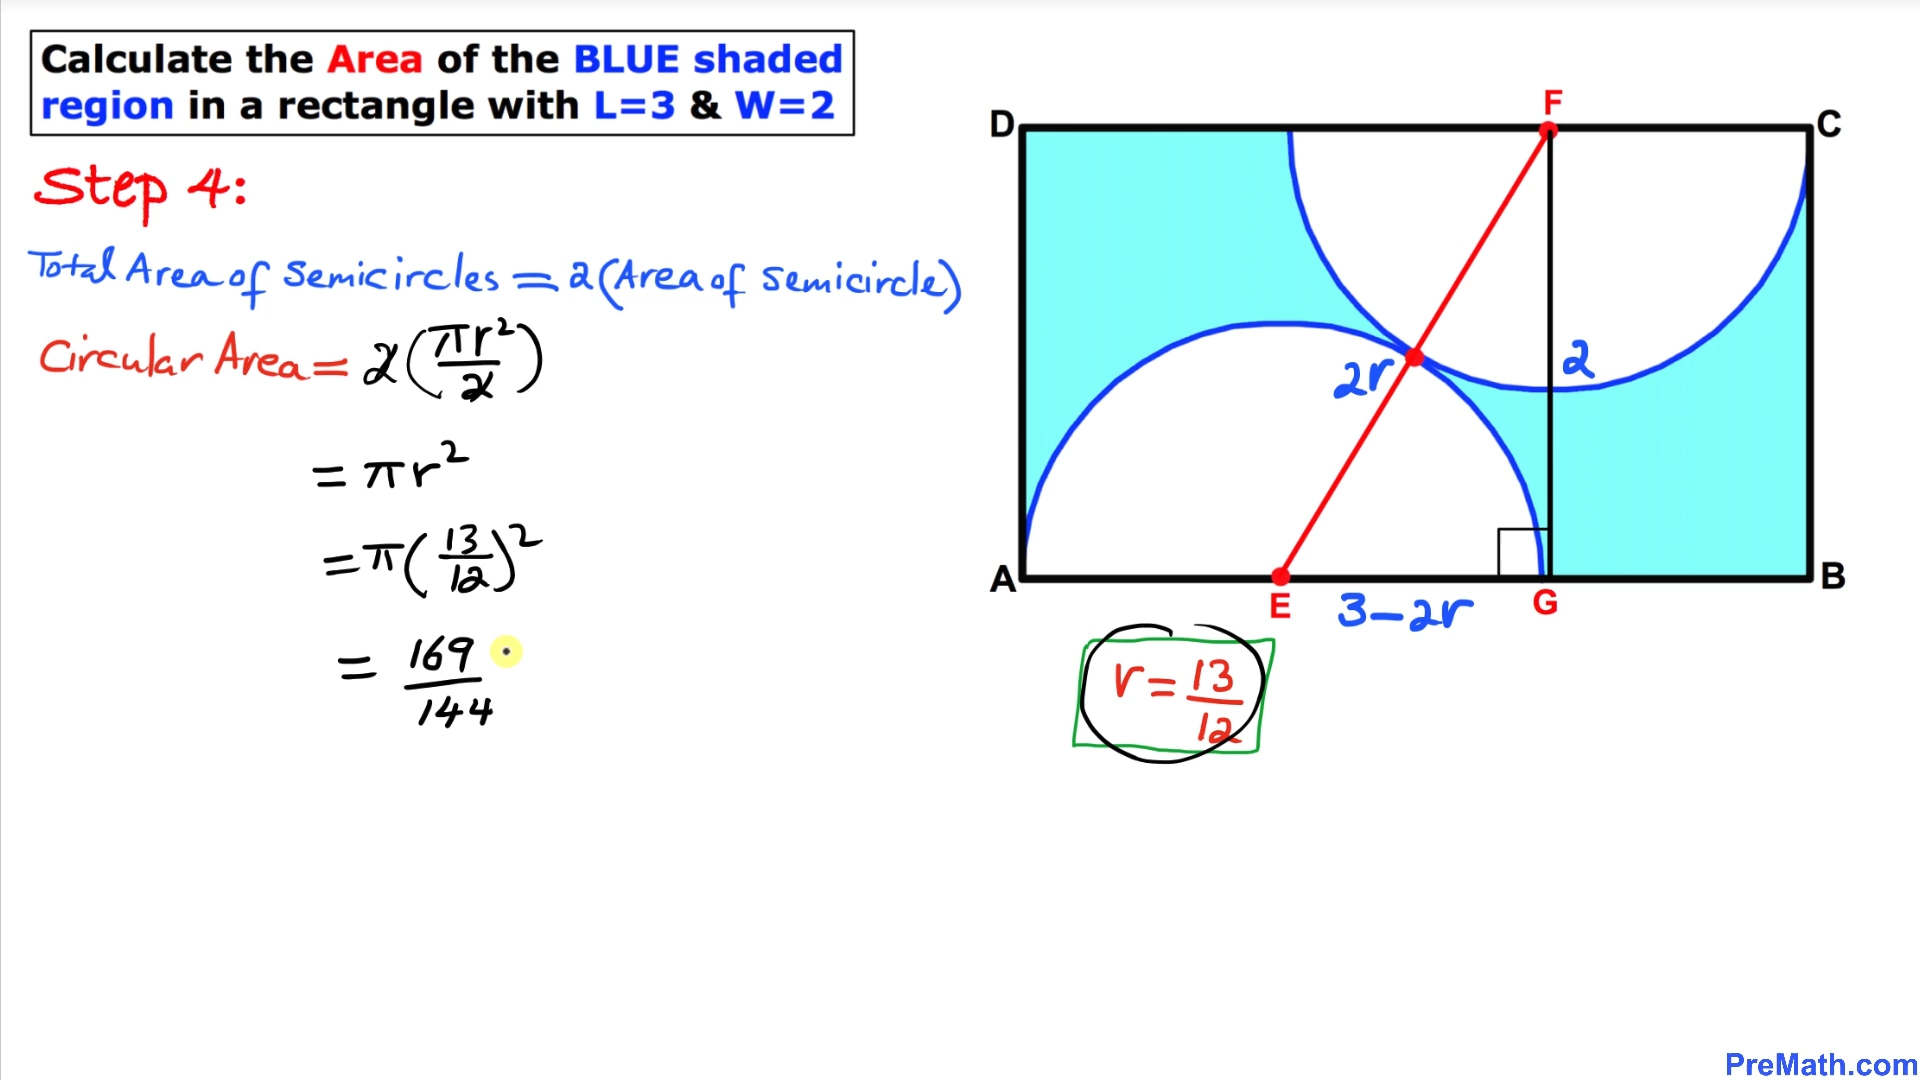 Calculate the Area of the BLUE shaded
region in a rectangle with L=3 & W=2
Step 4:
Total Area of Semicircles = 2(Area of semicircle)
Circular Area = 2(πr²/2)
= πr²
= π(13/12)²
= 169/144
F
D
C
2
2r
A
B
E
G
3-2r
r = 13/12
PreMath.com